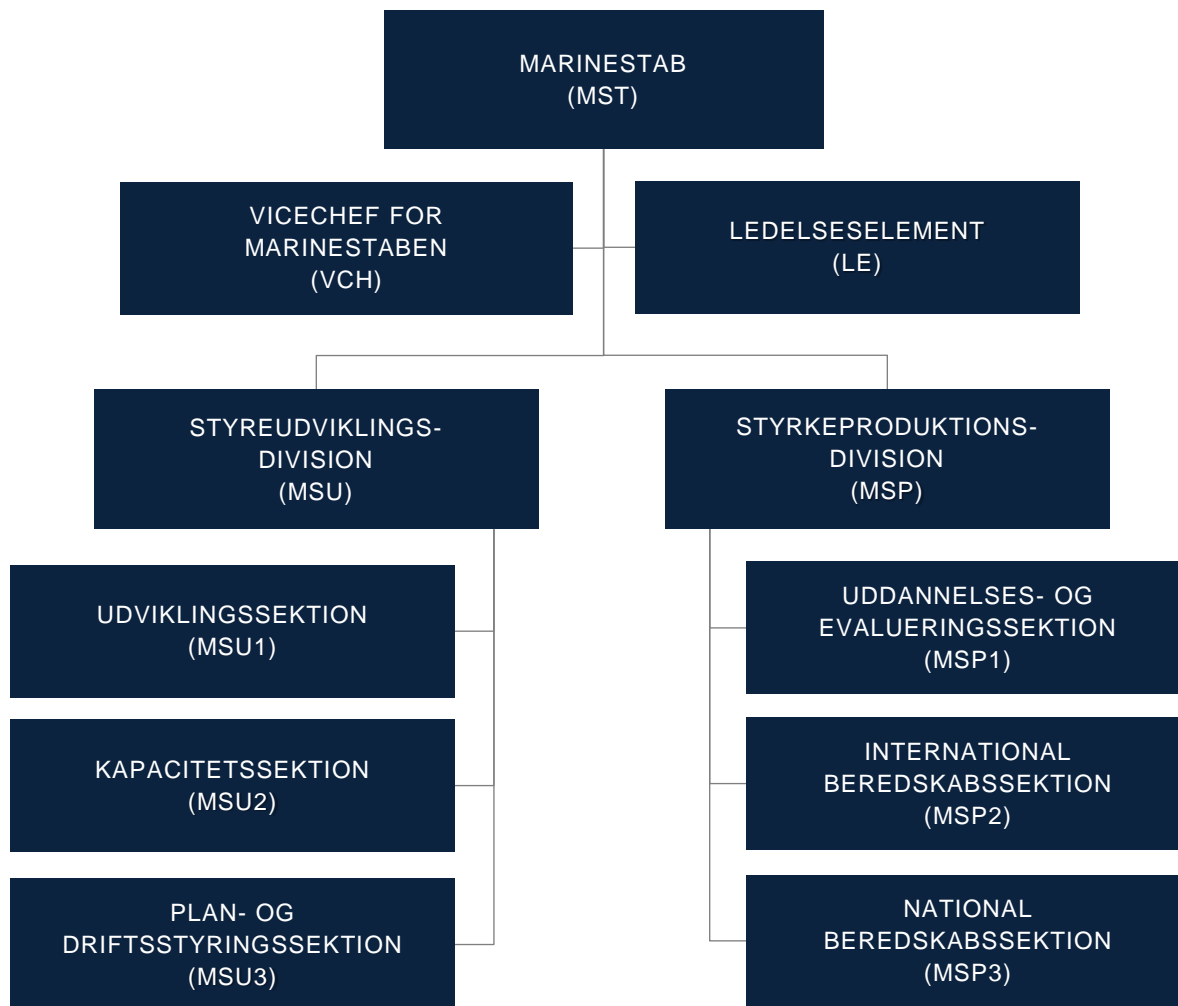 MARINESTAB
(MST)
VICECHEF FOR
MARINESTABEN
(VCH)
LEDELSESELEMENT
(LE)
STYREUDVIKLINGS-
DIVISION
(MSU)
STYRKEPRODUKTIONS-
DIVISION
(MSP)
UDVIKLINGSSEKTION
(MSU1)
KAPACITETSSEKTION
(MSU2)
PLAN- OG
DRIFTSSTYRINGSSEKTION
(MSU3)
UDDANNELSES- OG
EVALUERINGSSEKTION
(MSP1)
INTERNATIONAL
BEREDSKABSSEKTION
(MSP2)
NATIONAL
BEREDSKABSSEKTION
(MSP3)